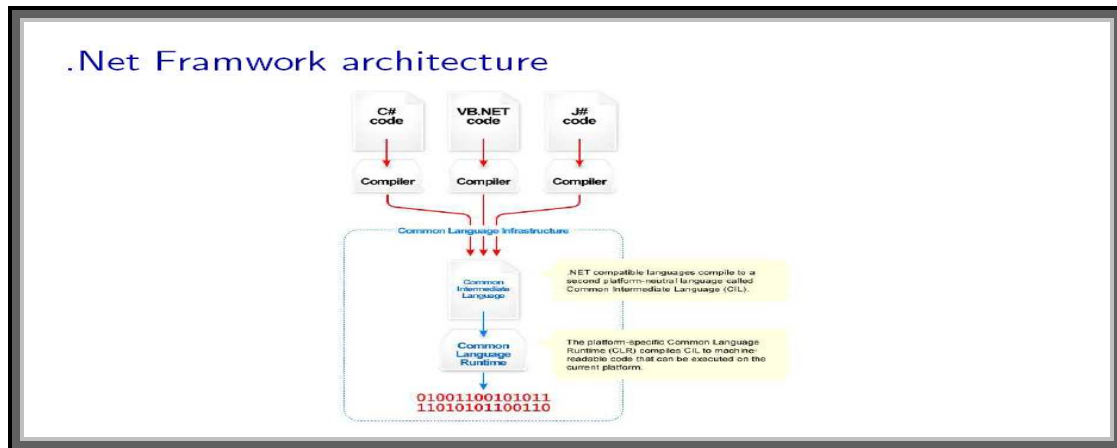 .Net Framwork architecture
C#
code
VB.NET
code
J#
code
Compiler
Compiler
Compiler
Common Language Infrastructure
Common
Intermediate
Language
.NET compatible languages compile to a
second platform-neutral language called
Common Intermediate Language (CIL).
Common
Language
Runtime
The platform-specific Common Language
Runtime (CLR) compiles CIL to machine-
readable code that can be executed on the
current platform.
01001100101011
11010101100110